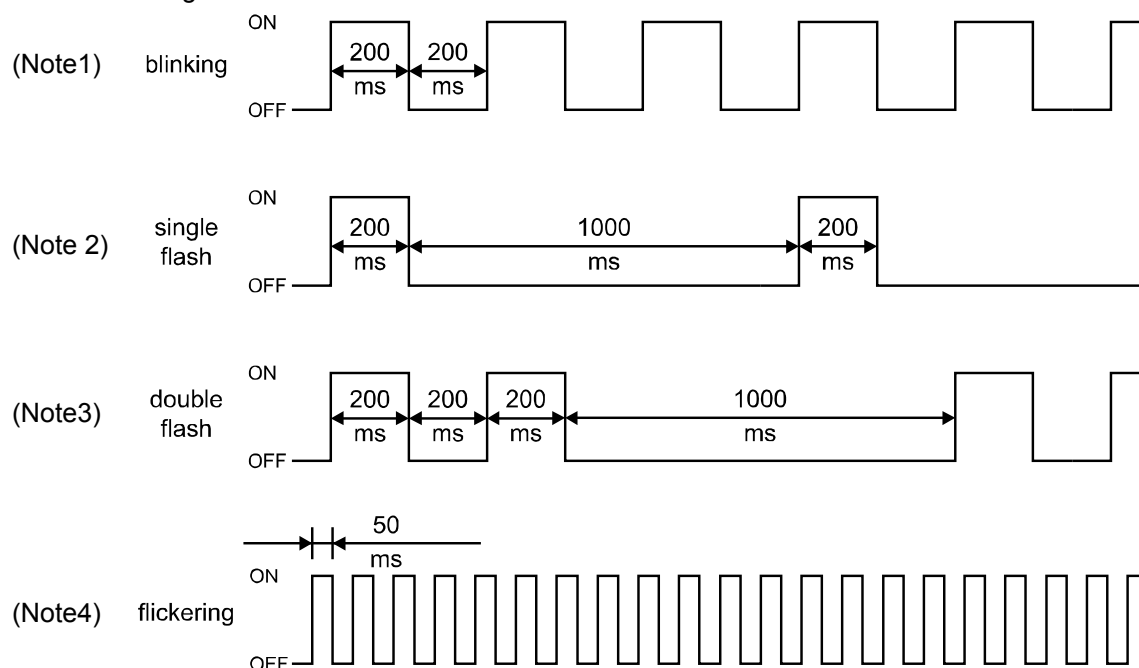 ON
(Note1) blinking 200 ms 200 ms
OFF
ON
(Note 2) single flash 200 ms 1000 ms 200 ms
OFF
ON
(Note3) double flash 200 ms 200 ms 200 ms 1000 ms
OFF
50 ms
ON
(Note4) flickering
OFF